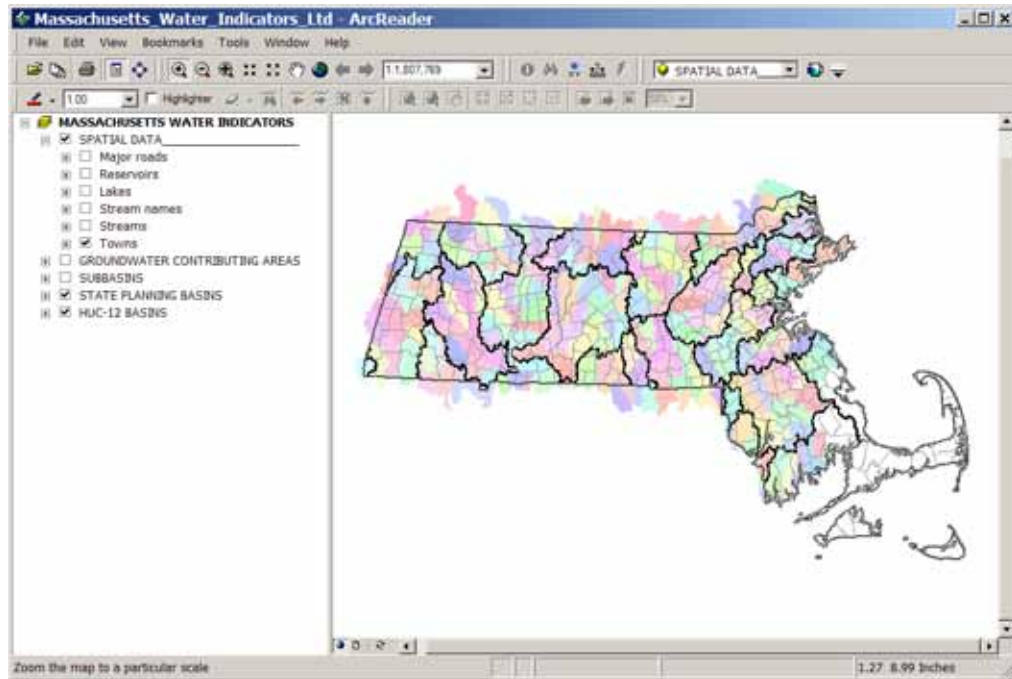 Massachusetts_Water_Indicators_Ltd - ArcReader
File Edit View Bookmarks Tools Window Help
1:1,807,769 SPATIAL DATA
1.00 Highlighter
MASSACHUSETTS WATER INDICATORS
SPATIAL DATA
Major roads
Reservoirs
Lakes
Stream names
Streams
Towns
GROUNDWATER CONTRIBUTING AREAS
SUBBASINS
STATE PLANNING BASINS
HUC-12 BASINS
Zoom the map to a particular scale
1.27 8.99 Inches